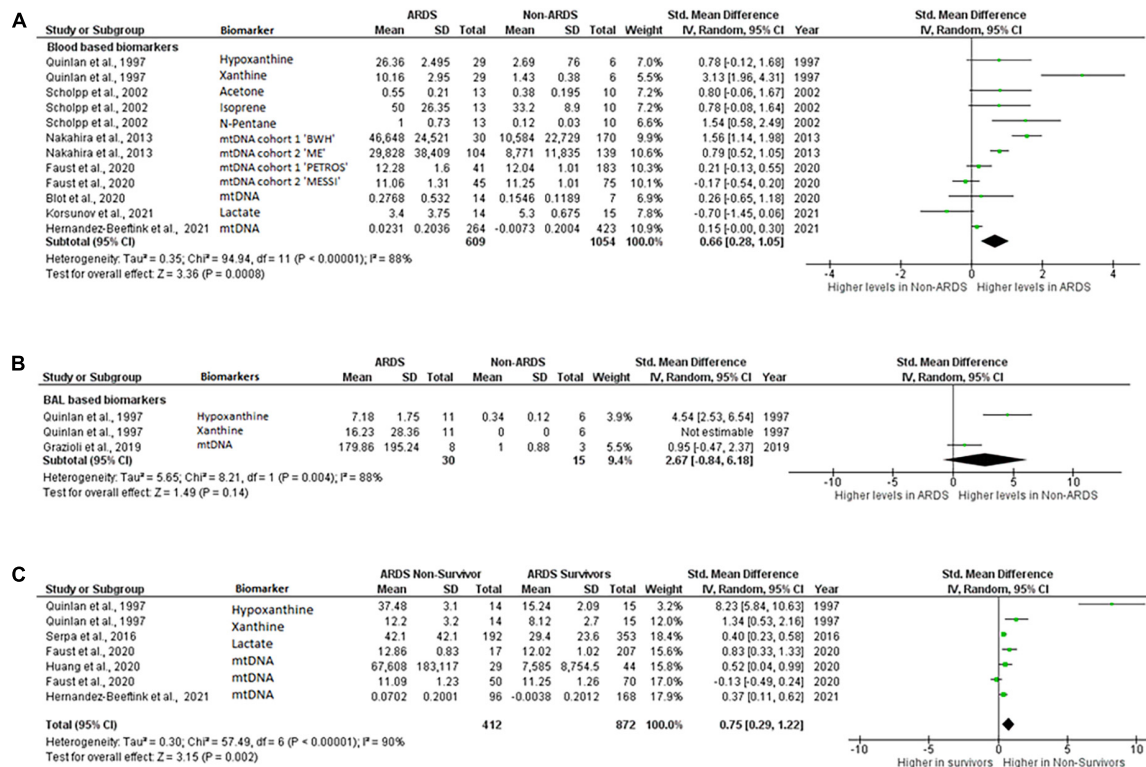 A
ARDS Non-ARDS Std. Mean Difference Std. Mean Difference
Study or Subgroup Biomarker Mean SD Total Mean SD Total Weight IV, Random, 95% CI Year IV, Random, 95% CI
Blood based biomarkers
Quinlan et al., 1997 Hypoxanthine 26.36 2.495 29 2.69 76 6 7.0% 0.78 [-0.12, 1.68] 1997
Quinlan et al., 1997 Xanthine 10.16 2.95 29 1.43 0.38 6 5.5% 3.13 [1.96, 4.31] 1997
Scholpp et al., 2002 Acetone 0.55 0.21 13 0.38 0.195 10 7.2% 0.80 [-0.06, 1.67] 2002
Scholpp et al., 2002 Isoprene 50 26.35 13 33.2 8.9 10 7.2% 0.78 [-0.08, 1.64] 2002
Scholpp et al., 2002 N-Pentane 1 0.73 13 0.12 0.03 10 6.7% 1.54 [0.58, 2.49] 2002
Nakahira et al., 2013 mtDNA cohort 1 'BWH' 46,648 24,521 30 10,584 22,729 170 9.9% 1.56 [1.14, 1.98] 2013
Nakahira et al., 2013 mtDNA cohort 2 'ME' 29,828 38,409 104 8,771 11,835 139 10.6% 0.79 [0.52, 1.05] 2013
Faust et al., 2020 mtDNA cohort 1 'PETROS' 12.28 1.6 41 12.04 1.01 183 10.3% 0.21 [-0.13, 0.55] 2020
Faust et al., 2020 mtDNA cohort 2 'MESSI' 11.06 1.31 45 11.25 1.01 75 10.1% -0.17 [-0.54, 0.20] 2020
Blot et al., 2020 mtDNA 0.2768 0.532 14 0.1546 0.1189 7 6.9% 0.26 [-0.65, 1.18] 2020
Korsunov et al., 2021 Lactate 3.4 3.75 14 5.3 0.675 15 7.8% -0.70 [-1.45, 0.06] 2021
Hernandez-Beeftink et al., 2021 mtDNA 0.0231 0.2036 264 -0.0073 0.2004 423 10.9% 0.15 [-0.00, 0.30] 2021
Subtotal (95% CI) 609 1054 100.0% 0.66 [0.28, 1.05]
Heterogeneity: Tau² = 0.35; Chi² = 94.94, df = 11 (P < 0.00001); I² = 88%
Test for overall effect: Z = 3.36 (P = 0.0008)
-4 -2 0 2 4
Higher levels in Non-ARDS Higher levels in ARDS
B
ARDS Non-ARDS Std. Mean Difference Std. Mean Difference
Study or Subgroup Biomarkers Mean SD Total Mean SD Total Weight IV, Random, 95% CI Year IV, Random, 95% CI
BAL based biomarkers
Quinlan et al., 1997 Hypoxanthine 7.18 1.75 11 0.34 0.12 6 3.9% 4.54 [2.53, 6.54] 1997
Quinlan et al., 1997 Xanthine 16.23 28.36 11 0 0 6 Not estimable 1997
Grazioli et al., 2019 mtDNA 179.86 195.24 8 1 0.88 3 5.5% 0.95 [-0.47, 2.37] 2019
Subtotal (95% CI) 30 15 9.4% 2.67 [-0.84, 6.18]
Heterogeneity: Tau² = 5.65; Chi² = 8.21, df = 1 (P = 0.004); I² = 88%
Test for overall effect: Z = 1.49 (P = 0.14)
-10 -5 0 5 10
Higher levels in ARDS Higher levels in Non-ARDS
C
ARDS Non-Survivor ARDS Survivors Std. Mean Difference Std. Mean Difference
Study or Subgroup Biomarker Mean SD Total Mean SD Total Weight IV, Random, 95% CI Year IV, Random, 95% CI
Quinlan et al., 1997 Hypoxanthine 37.48 3.1 14 15.24 2.09 15 3.2% 8.23 [5.84, 10.63] 1997
Quinlan et al., 1997 Xanthine 12.2 3.2 14 8.12 2.7 15 12.0% 1.34 [0.53, 2.16] 1997
Serpa et al., 2016 Lactate 42.1 42.1 192 29.4 23.6 353 18.4% 0.40 [0.23, 0.58] 2016
Faust et al., 2020 mtDNA 12.86 0.83 17 12.02 1.02 207 15.6% 0.83 [0.33, 1.33] 2020
Huang et al., 2020 mtDNA 67,608 183,117 29 7,585 8,754.5 44 15.8% 0.52 [0.04, 0.99] 2020
Faust et al., 2020 mtDNA 11.09 1.23 50 11.25 1.26 70 17.0% -0.13 [-0.49, 0.24] 2020
Hernandez-Beeftink et al., 2021 mtDNA 0.0702 0.2001 96 -0.0038 0.2012 168 17.9% 0.37 [0.11, 0.62] 2021
Total (95% CI) 412 872 100.0% 0.75 [0.29, 1.22]
Heterogeneity: Tau² = 0.30; Chi² = 57.49, df = 6 (P < 0.00001); I² = 90%
Test for overall effect: Z = 3.15 (P = 0.002)
-10 -5 0 5 10
Higher in survivors Higher in Non-Survivors